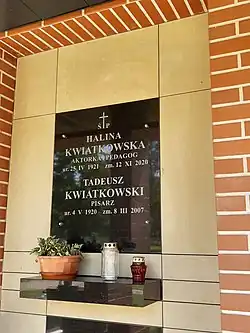 Ś P
HALINA
KWIATKOWSKA
AKTORKA, PEDAGOG
ur. 25 IV 1921 - zm. 12 XII 2020
TADEUSZ
KWIATKOWSKI
PISARZ
ur. 4 V 1920 - zm. 8 III 2007